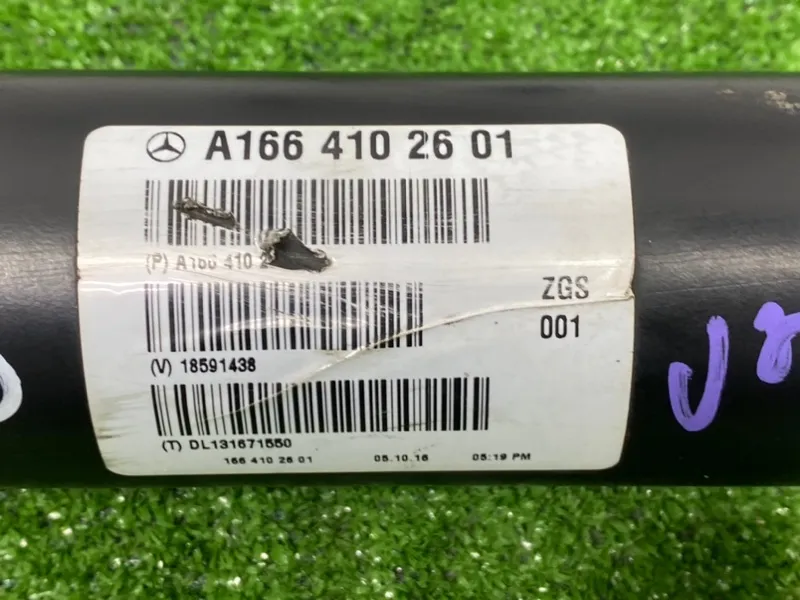 A166 410 26 01
(P) A166 410 2
ZGS
001
(V) 18591438
(T) DL131671550
166 410 26 01 05.10.16 05:19 PM